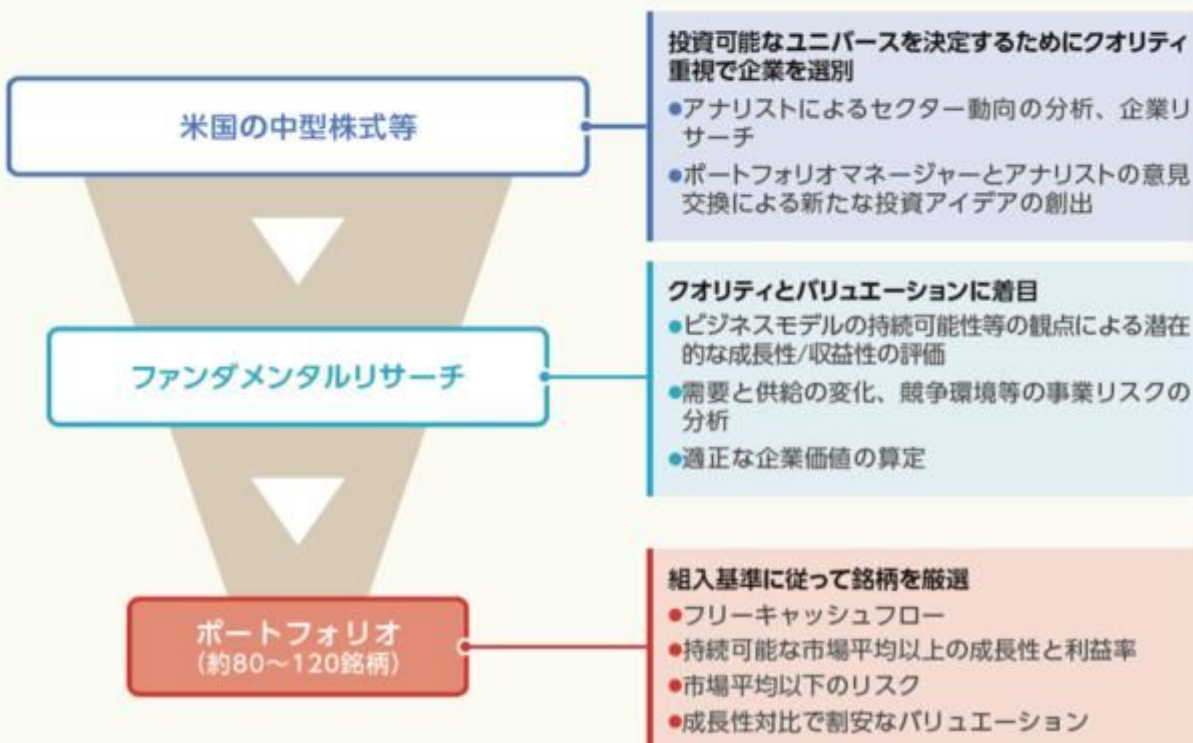 米国の中型株式等
投資可能なユニバースを決定するためにクオリティ
重視で企業を選別
●アナリストによるセクター動向の分析、企業リ
サーチ
●ポートフォリオマネージャーとアナリストの意見
交換による新たな投資アイデアの創出
ファンダメンタルリサーチ
クオリティとバリュエーションに着目
●ビジネスモデルの持続可能性等の観点による潜在
的な成長性/収益性の評価
●需要と供給の変化、競争環境等の事業リスクの
分析
●適正な企業価値の算定
ポートフォリオ
(約80～120銘柄)
組入基準に従って銘柄を厳選
●フリーキャッシュフロー
●持続可能な市場平均以上の成長性と利益率
●市場平均以下のリスク
●成長性対比で割安なバリュエーション